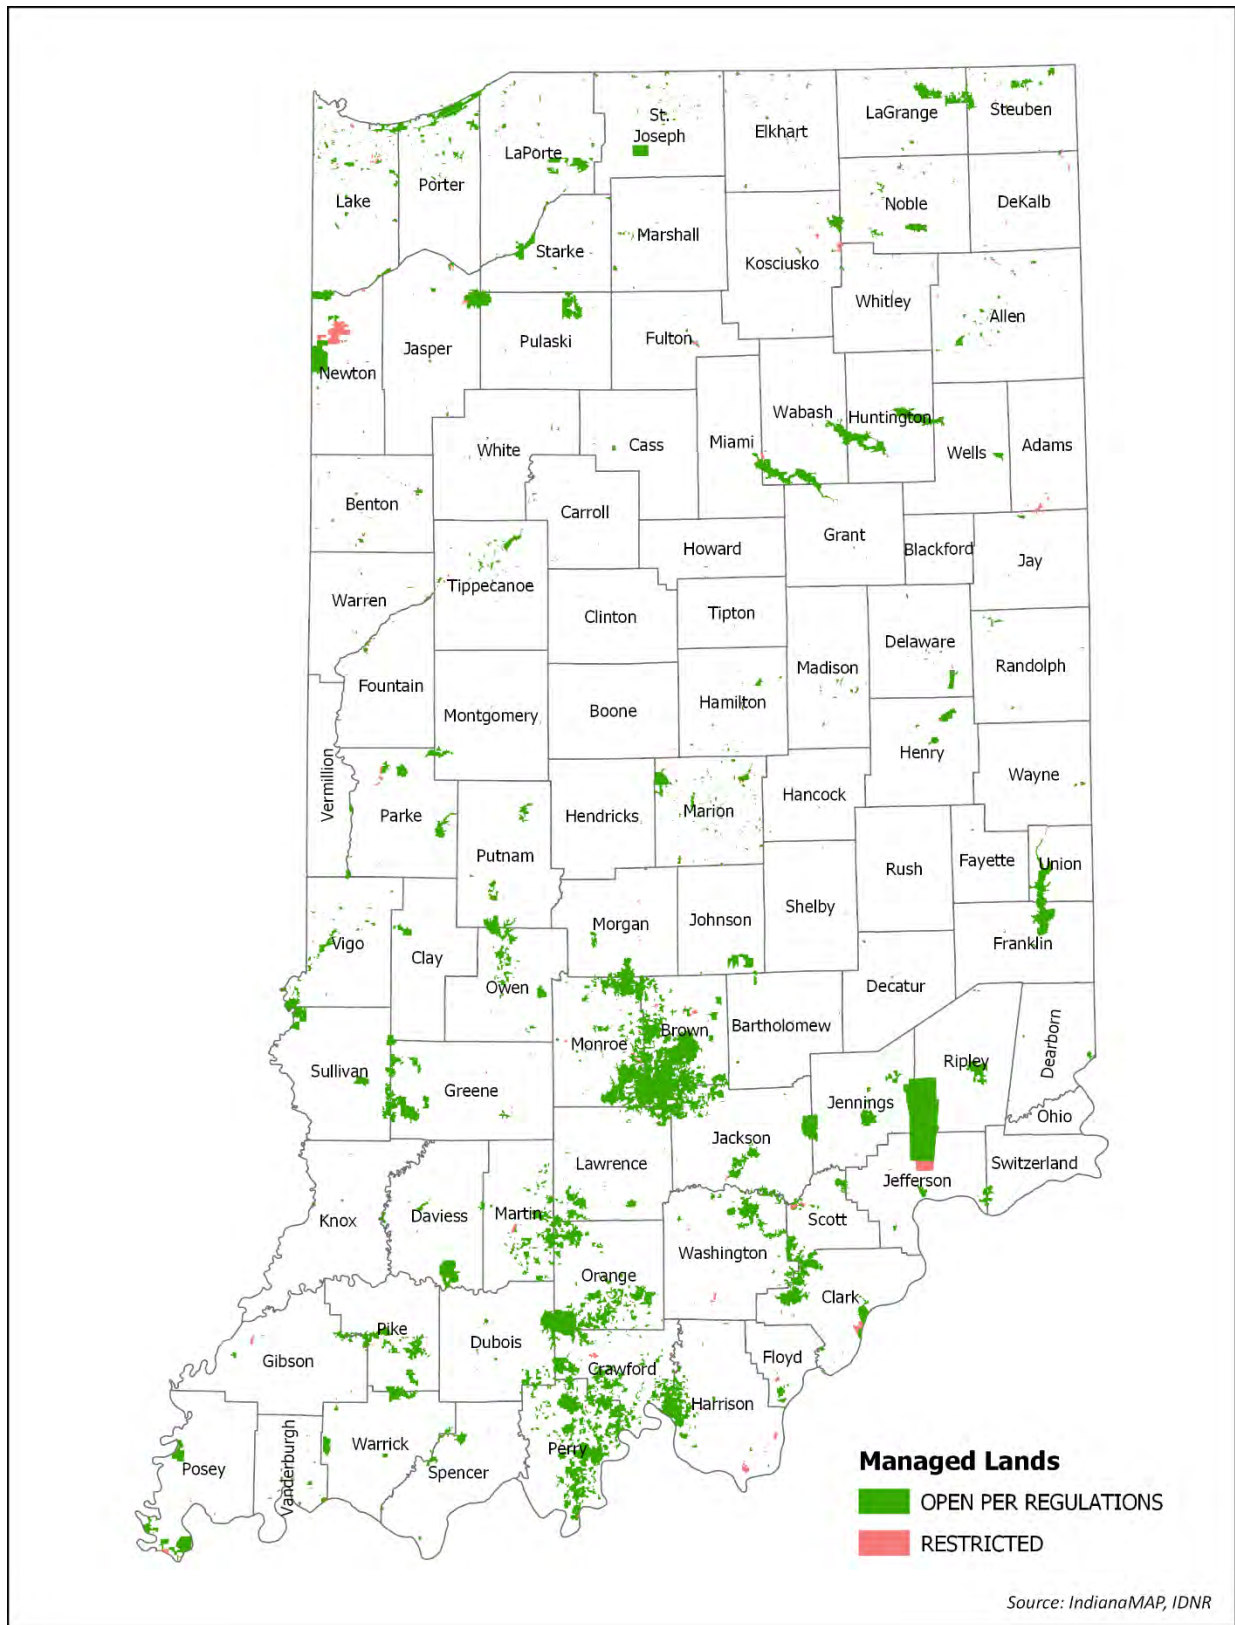 LaGrange
Steuben
St.
Joseph
Elkhart
LaPorte
Porter
Lake
Noble
DeKalb
Marshall
Starke
Kosciusko
Whitley
Allen
Fulton
Pulaski
Jasper
Newton
Wabash
Huntington
Miami
Cass
White
Wells
Adams
Benton
Carroll
Grant
Howard
Blackford
Jay
Tippecanoe
Warren
Clinton
Tipton
Delaware
Randolph
Madison
Fountain
Hamilton
Boone
Montgomery
Henry
Wayne
Vermillion
Hancock
Marion
Parke
Hendricks
Putnam
Fayette
Union
Rush
Shelby
Johnson
Morgan
Franklin
Vigo
Clay
Owen
Decatur
Bartholomew
Brown
Monroe
Dearborn
Ripley
Sullivan
Greene
Jennings
Ohio
Jackson
Lawrence
Switzerland
Jefferson
Martin
Daviess
Knox
Scott
Washington
Orange
Clark
Pike
Dubois
Gibson
Floyd
Crawford
Harrison
Warrick
Perry
Vanderburgh
Posey
Spencer
Managed Lands
OPEN PER REGULATIONS
RESTRICTED
Source: IndianaMAP, IDNR